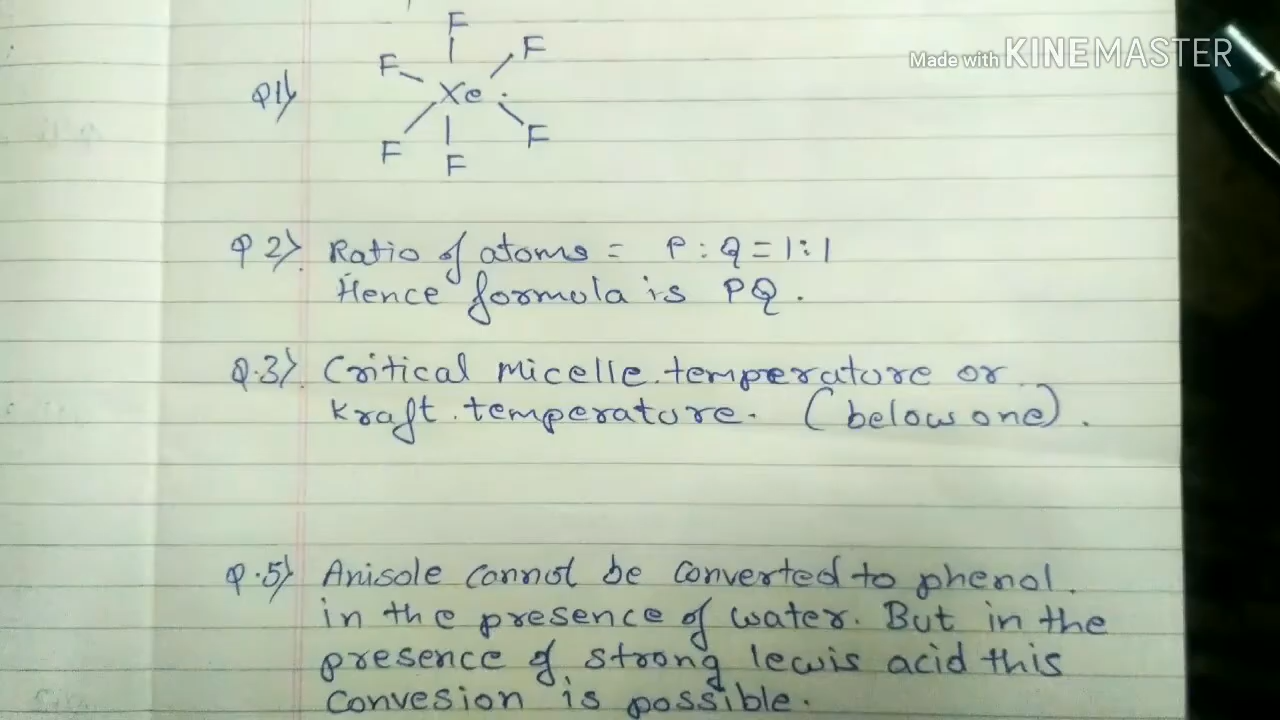 Made with KINEMASTER
F
F F
Q1) Xe
F F F
Q 2) Ratio of atoms = P : Q = 1 : 1
Hence formula is PQ .
Q.3) Critical micelle temperature or
Kraft temperature. (below one) .
Q.5) Anisole cannot be converted to phenol.
in the presence of water. But in the
presence of strong lewis acid this
convesion is possible.